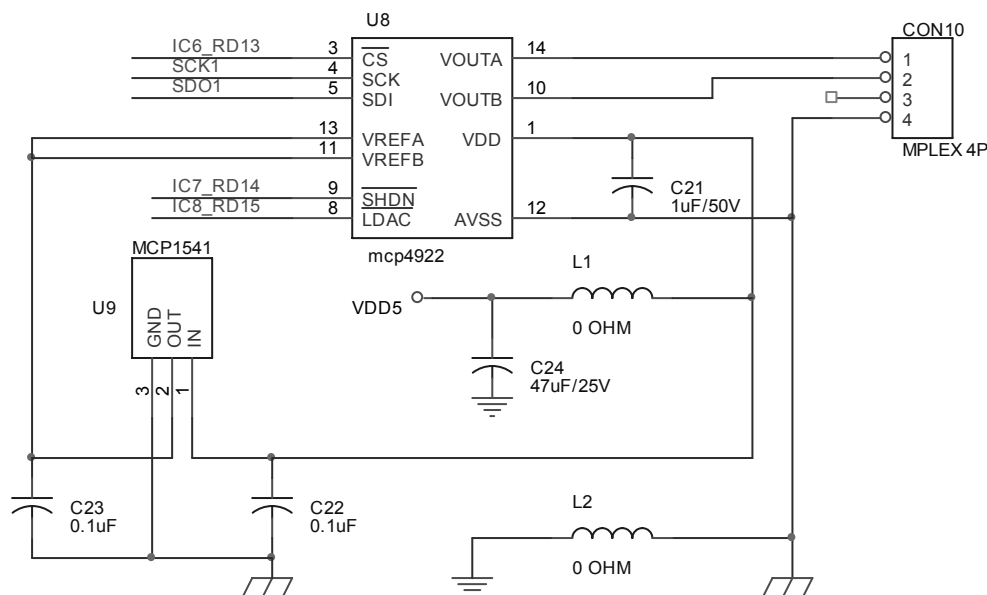 U8
CON10
IC6_RD13 3 CS VOUTA 14 1
SCK1 4 SCK 2
SDO1 5 SDI VOUTB 10 3
13 VREFA VDD 1 4
11 VREFB
MPLEX 4P
IC7_RD14 9 SHDN
IC8_RD15 8 LDAC AVSS 12
C21
1uF/50V
mcp4922
MCP1541
U9
GND
OUT
IN
3
2
1
L1
VDD5
0 OHM
C24
47uF/25V
C23
0.1uF
C22
0.1uF
L2
0 OHM